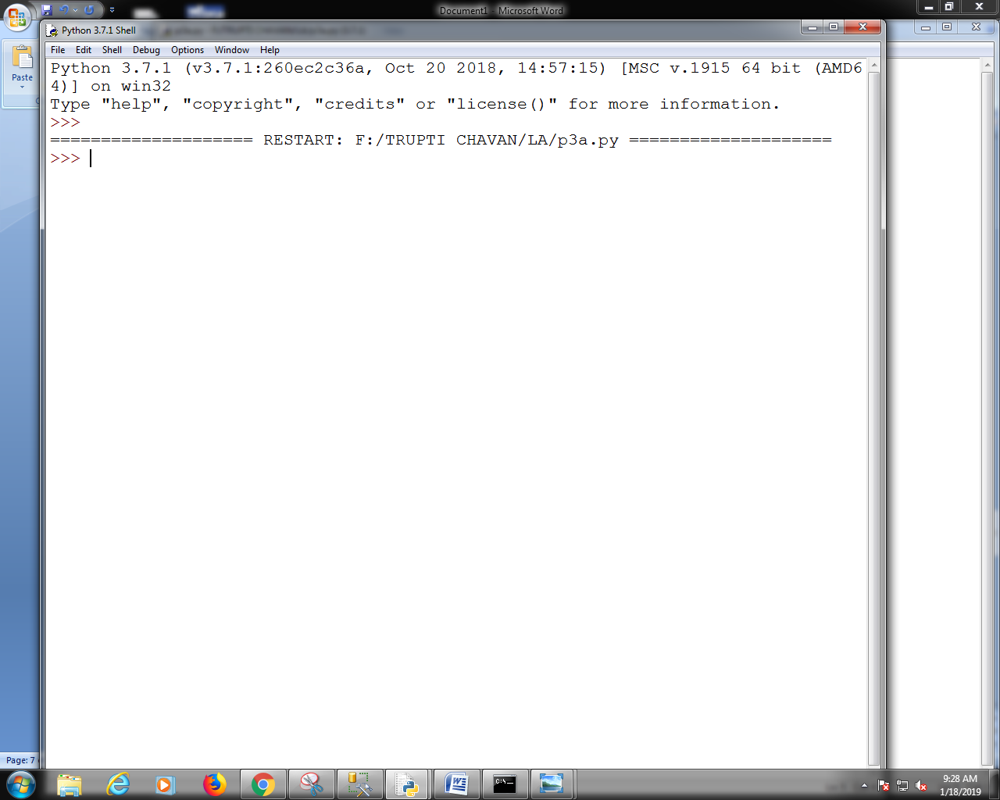 Document1 - Microsoft Word
Python 3.7.1 Shell
File Edit Shell Debug Options Window Help
Paste
Python 3.7.1 (v3.7.1:260ec2c36a, Oct 20 2018, 14:57:15) [MSC v.1915 64 bit (AMD6
4)] on win32
Type "help", "copyright", "credits" or "license()" for more information.
>>>
==================== RESTART: F:/TRUPTI CHAVAN/LA/p3a.py ====================
>>>
Page: 7
C:\_
9:28 AM
1/18/2019